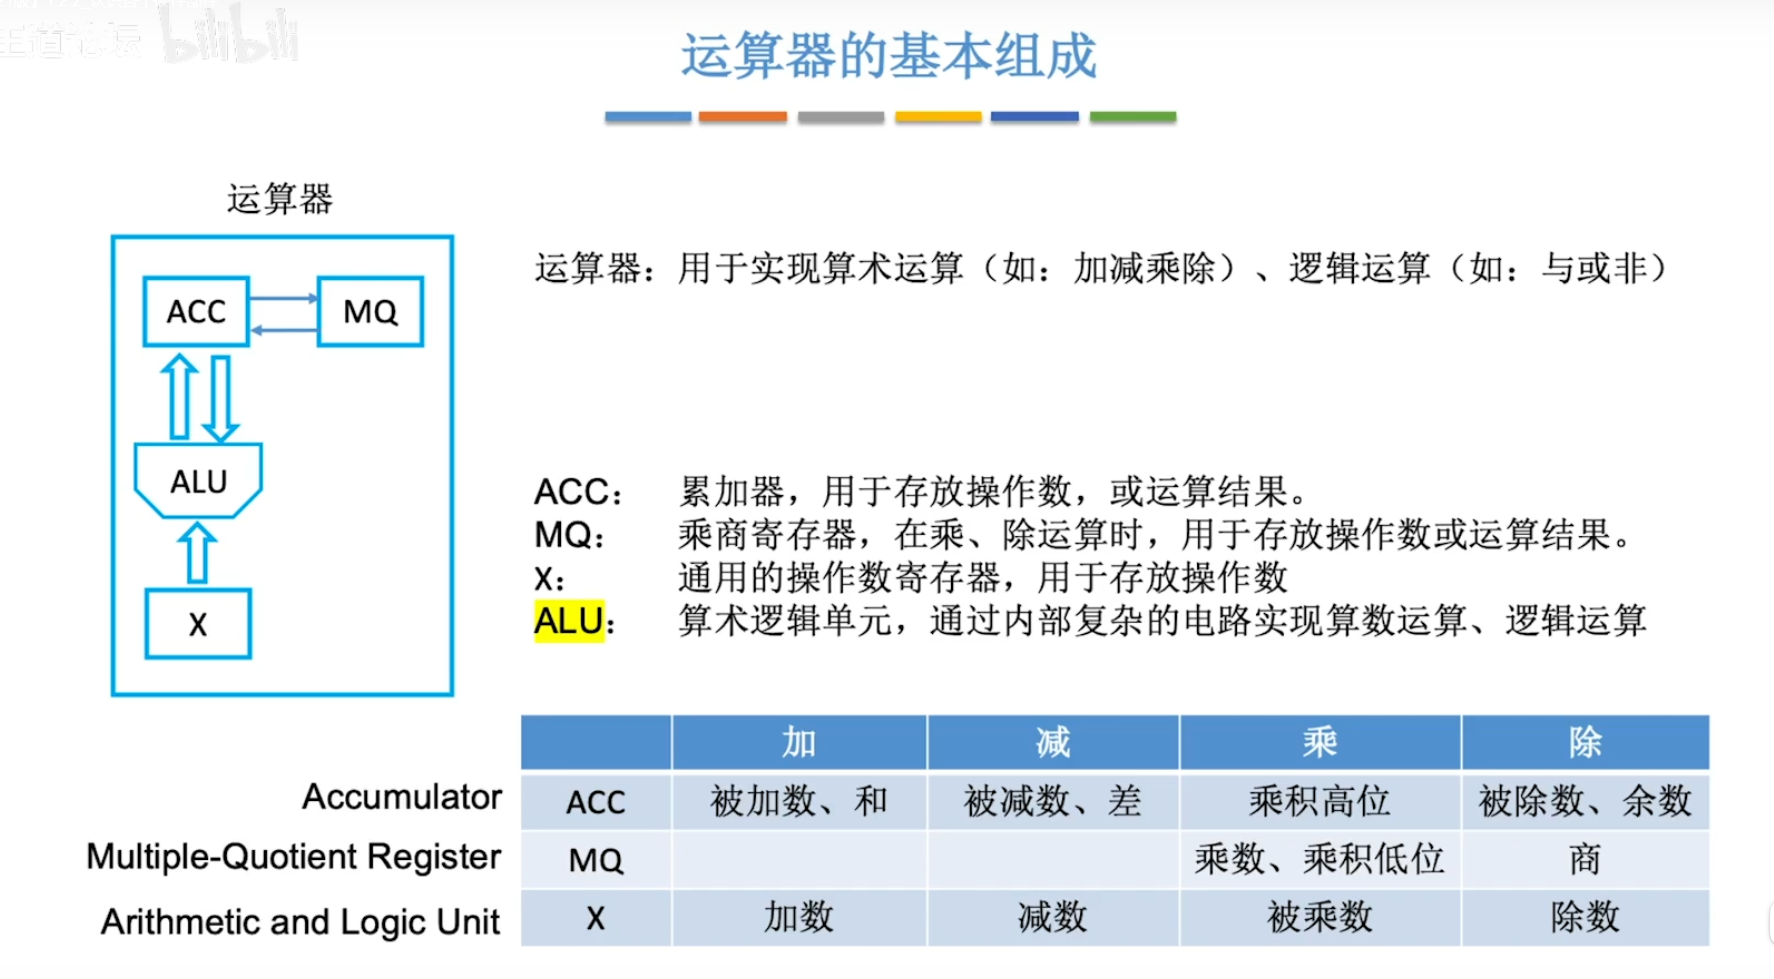 王道论坛 bilibili
运算器的基本组成
运算器
ACC
MQ
ALU
X
运算器：用于实现算术运算（如：加减乘除）、逻辑运算（如：与或非）
ACC： 累加器，用于存放操作数，或运算结果。
MQ： 乘商寄存器，在乘、除运算时，用于存放操作数或运算结果。
X： 通用的操作数寄存器，用于存放操作数
ALU： 算术逻辑单元，通过内部复杂的电路实现算数运算、逻辑运算
加 减 乘 除
Accumulator ACC 被加数、和 被减数、差 乘积高位 被除数、余数
Multiple-Quotient Register MQ 乘数、乘积低位 商
Arithmetic and Logic Unit X 加数 减数 被乘数 除数